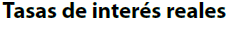 Tasas de interés reales